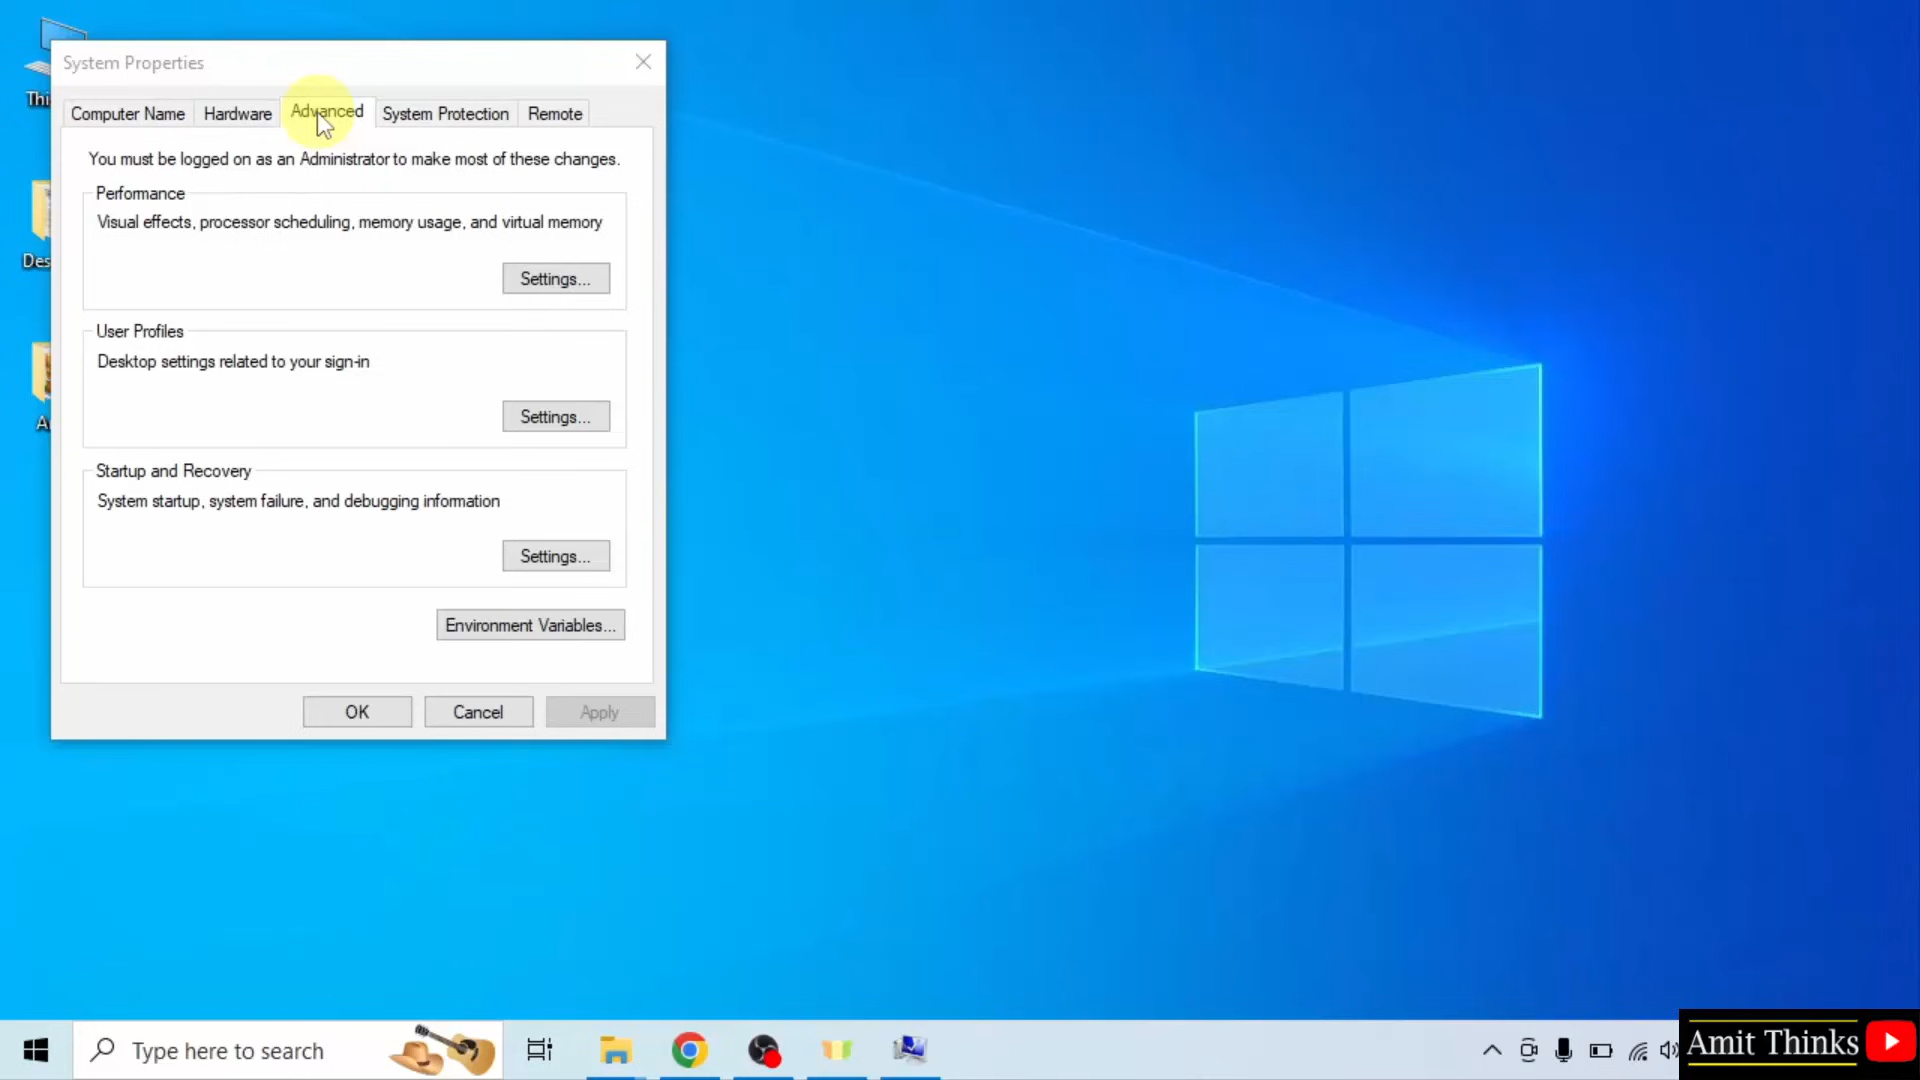 System Properties
Computer Name Hardware Advanced System Protection Remote
You must be logged on as an Administrator to make most of these changes.
Performance
Visual effects, processor scheduling, memory usage, and virtual memory
Settings...
User Profiles
Desktop settings related to your sign-in
Settings...
Startup and Recovery
System startup, system failure, and debugging information
Settings...
Environment Variables...
OK Cancel Apply
Thi
Des
A
Type here to search
Amit Thinks